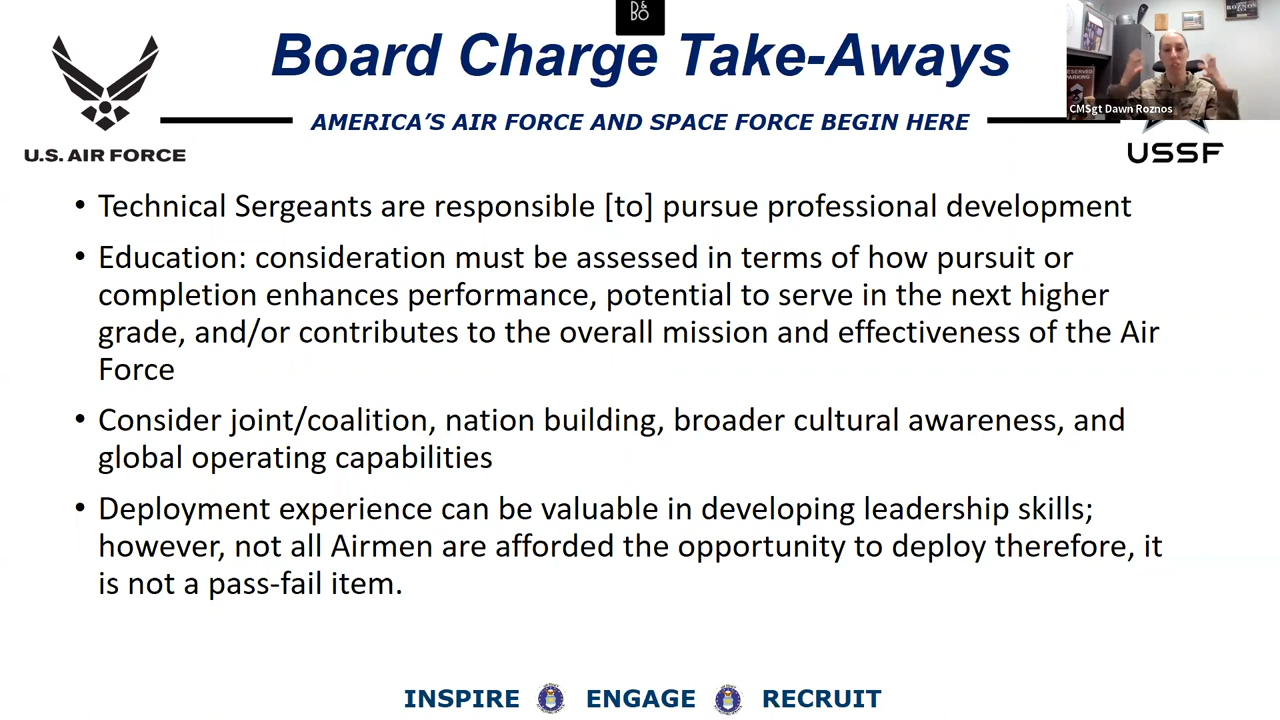 B&O
Board Charge Take-Aways
ROZNOS
RESERVED
PARKING
CMSgt Dawn Roznos
AMERICA’S AIR FORCE AND SPACE FORCE BEGIN HERE
U.S. AIR FORCE
USSF
• Technical Sergeants are responsible [to] pursue professional development
• Education: consideration must be assessed in terms of how pursuit or
completion enhances performance, potential to serve in the next higher
grade, and/or contributes to the overall mission and effectiveness of the Air
Force
• Consider joint/coalition, nation building, broader cultural awareness, and
global operating capabilities
• Deployment experience can be valuable in developing leadership skills;
however, not all Airmen are afforded the opportunity to deploy therefore, it
is not a pass-fail item.
INSPIRE ENGAGE RECRUIT